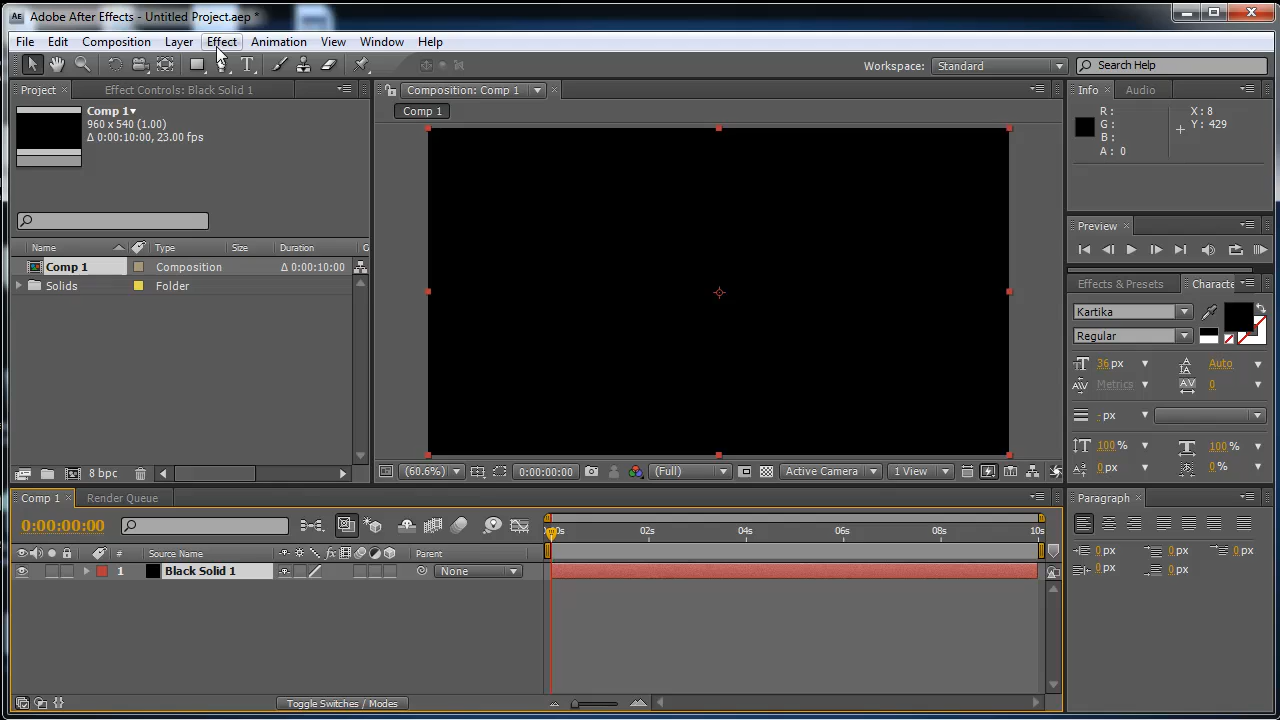 AE Adobe After Effects - Untitled Project.aep *
File Edit Composition Layer Effect Animation View Window Help
Workspace: Standard Search Help
Project × Effect Controls: Black Solid 1
Composition: Comp 1
Info × Audio
Comp 1▾
960 x 540 (1.00)
Δ 0:00:10:00, 23.00 fps
Comp 1
R: X: 8
G: Y: 429
B:
A: 0
Preview ×
Name Type Size Duration
Comp 1 Composition Δ 0:00:10:00
Solids Folder
Effects & Presets
Kartika
Regular
36 px Auto
Metrics 0
- px
100 % 100 %
0 px 0 %
8 bpc
(60.6%) 0:00:00:00 (Full) Active Camera 1 View
Comp 1 × Render Queue
Paragraph ×
0:00:00:00
02s 04s 06s 08s 10s
# Source Name Parent
1 Black Solid 1 None
0 px 0 px 0 px
0 px 0 px
Toggle Switches / Modes